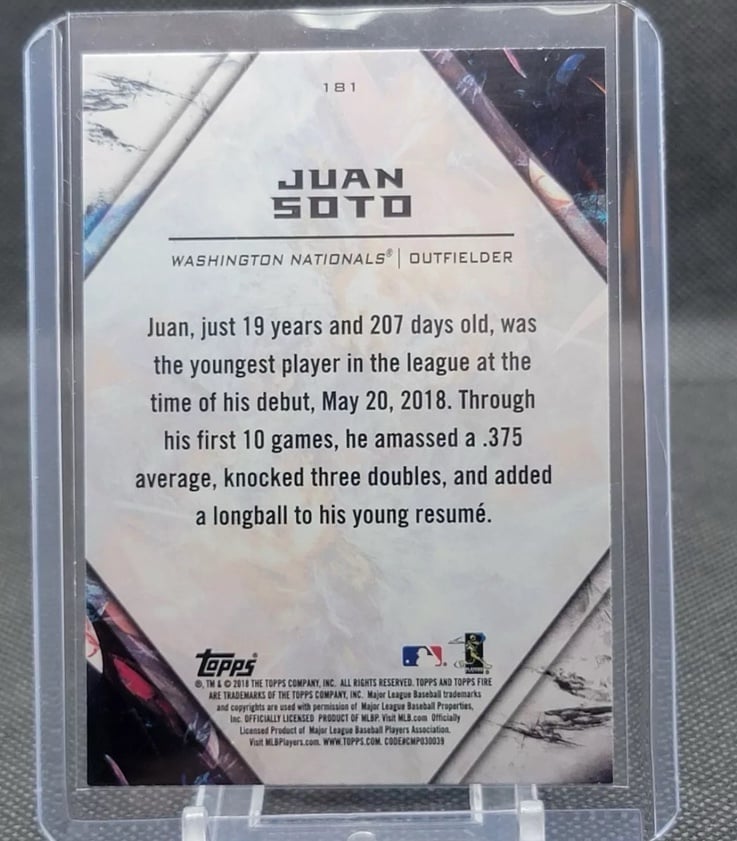 181
JUAN
SOTO
WASHINGTON NATIONALS® | OUTFIELDER
Juan, just 19 years and 207 days old, was
the youngest player in the league at the
time of his debut, May 20, 2018. Through
his first 10 games, he amassed a .375
average, knocked three doubles, and added
a longball to his young resumé.
Topps®
®, TM & © 2018 THE TOPPS COMPANY, INC. ALL RIGHTS RESERVED. TOPPS AND TOPPS FIRE
ARE TRADEMARKS OF THE TOPPS COMPANY, INC. Major League Baseball trademarks
and copyrights are used with permission of Major League Baseball Properties,
Inc. OFFICIALLY LICENSED PRODUCT OF MLBP. Visit MLB.com Officially
Licensed Product of Major League Baseball Players Association.
Visit MLBPlayers.com. WWW.TOPPS.COM. CODE#CMP030039